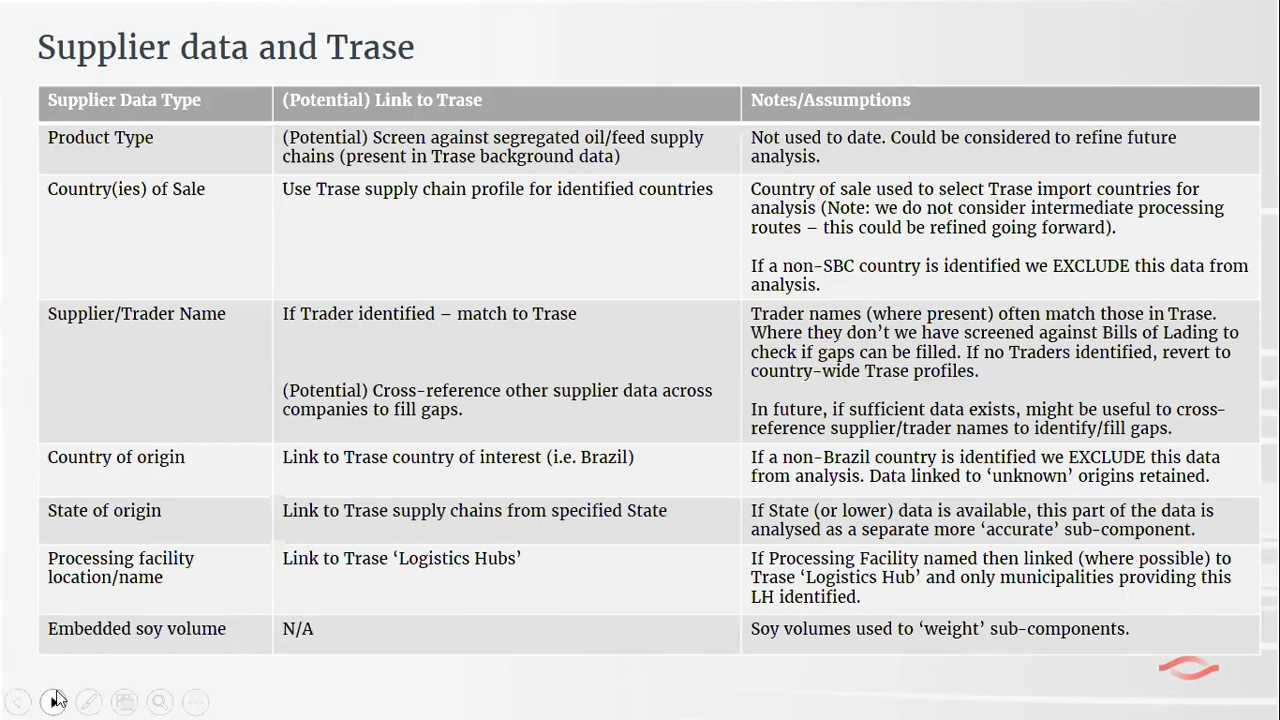 Supplier data and Trase
Supplier Data Type
(Potential) Link to Trase
Notes/Assumptions
Product Type
(Potential) Screen against segregated oil/feed supply
chains (present in Trase background data)
Not used to date. Could be considered to refine future
analysis.
Country(ies) of Sale
Use Trase supply chain profile for identified countries
Country of sale used to select Trase import countries for
analysis (Note: we do not consider intermediate processing
routes – this could be refined going forward).
If a non-SBC country is identified we EXCLUDE this data from
analysis.
Supplier/Trader Name
If Trader identified – match to Trase
(Potential) Cross-reference other supplier data across
companies to fill gaps.
Trader names (where present) often match those in Trase.
Where they don’t we have screened against Bills of Lading to
check if gaps can be filled. If no Traders identified, revert to
country-wide Trase profiles.
In future, if sufficient data exists, might be useful to cross-
reference supplier/trader names to identify/fill gaps.
Country of origin
Link to Trase country of interest (i.e. Brazil)
If a non-Brazil country is identified we EXCLUDE this data
from analysis. Data linked to ‘unknown’ origins retained.
State of origin
Link to Trase supply chains from specified State
If State (or lower) data is available, this part of the data is
analysed as a separate more ‘accurate’ sub-component.
Processing facility
location/name
Link to Trase ‘Logistics Hubs’
If Processing Facility named then linked (where possible) to
Trase ‘Logistics Hub’ and only municipalities providing this
LH identified.
Embedded soy volume
N/A
Soy volumes used to ‘weight’ sub-components.